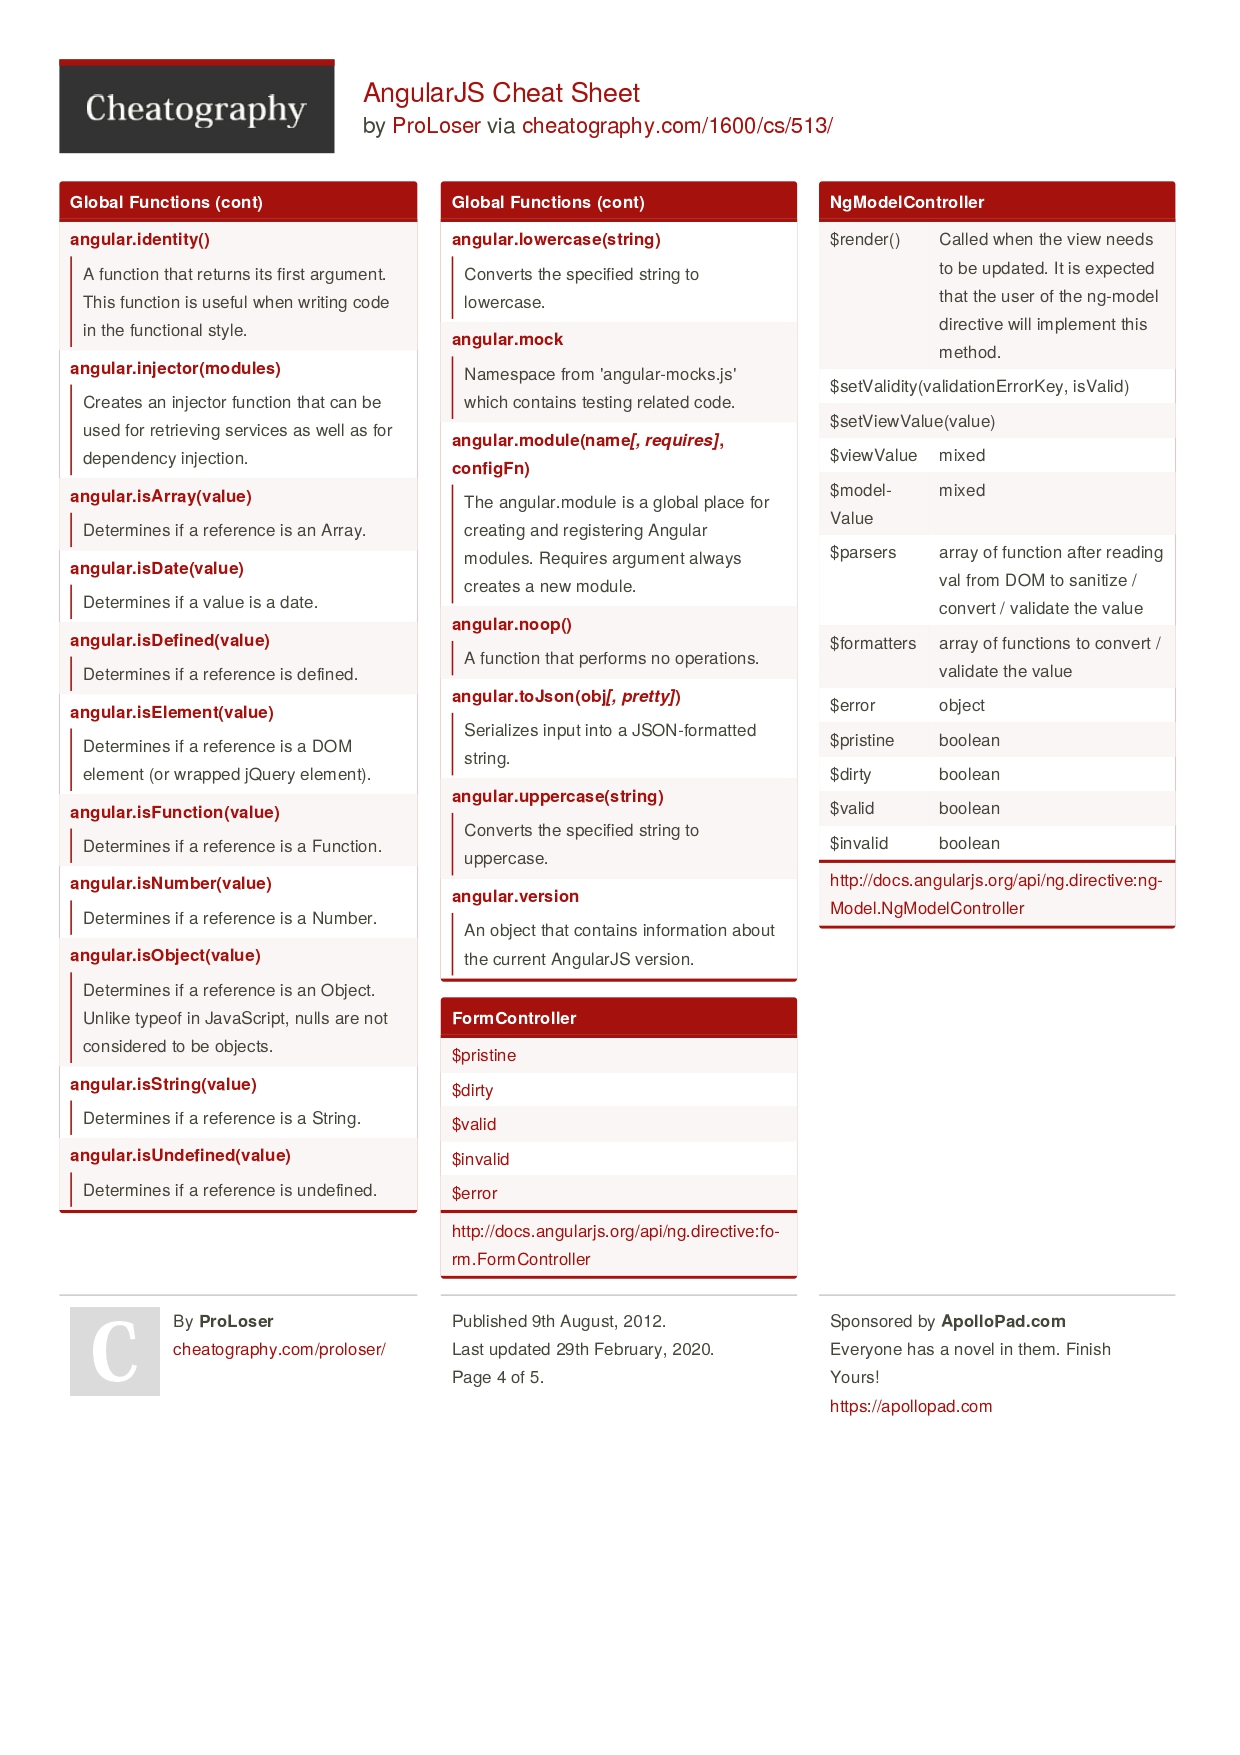 Cheatography
AngularJS Cheat Sheet
by ProLoser via cheatography.com/1600/cs/513/
Global Functions (cont)
angular.identity()
A function that returns its first argument.
This function is useful when writing code
in the functional style.
angular.injector(modules)
Creates an injector function that can be
used for retrieving services as well as for
dependency injection.
angular.isArray(value)
Determines if a reference is an Array.
angular.isDate(value)
Determines if a value is a date.
angular.isDefined(value)
Determines if a reference is defined.
angular.isElement(value)
Determines if a reference is a DOM
element (or wrapped jQuery element).
angular.isFunction(value)
Determines if a reference is a Function.
angular.isNumber(value)
Determines if a reference is a Number.
angular.isObject(value)
Determines if a reference is an Object.
Unlike typeof in JavaScript, nulls are not
considered to be objects.
angular.isString(value)
Determines if a reference is a String.
angular.isUndefined(value)
Determines if a reference is undefined.
Global Functions (cont)
angular.lowercase(string)
Converts the specified string to
lowercase.
angular.mock
Namespace from 'angular-mocks.js'
which contains testing related code.
angular.module(name[, requires],
configFn)
The angular.module is a global place for
creating and registering Angular
modules. Requires argument always
creates a new module.
angular.noop()
A function that performs no operations.
angular.toJson(obj[, pretty])
Serializes input into a JSON-formatted
string.
angular.uppercase(string)
Converts the specified string to
uppercase.
angular.version
An object that contains information about
the current AngularJS version.
FormController
$pristine
$dirty
$valid
$invalid
$error
http://docs.angularjs.org/api/ng.directive:fo-
rm.FormController
NgModelController
$render() Called when the view needs
to be updated. It is expected
that the user of the ng-model
directive will implement this
method.
$setValidity(validationErrorKey, isValid)
$setViewValue(value)
$viewValue mixed
$model- mixed
Value
$parsers array of function after reading
val from DOM to sanitize /
convert / validate the value
$formatters array of functions to convert /
validate the value
$error object
$pristine boolean
$dirty boolean
$valid boolean
$invalid boolean
http://docs.angularjs.org/api/ng.directive:ng-
Model.NgModelController
C
By ProLoser
cheatography.com/proloser/
Published 9th August, 2012.
Last updated 29th February, 2020.
Page 4 of 5.
Sponsored by ApolloPad.com
Everyone has a novel in them. Finish
Yours!
https://apollopad.com